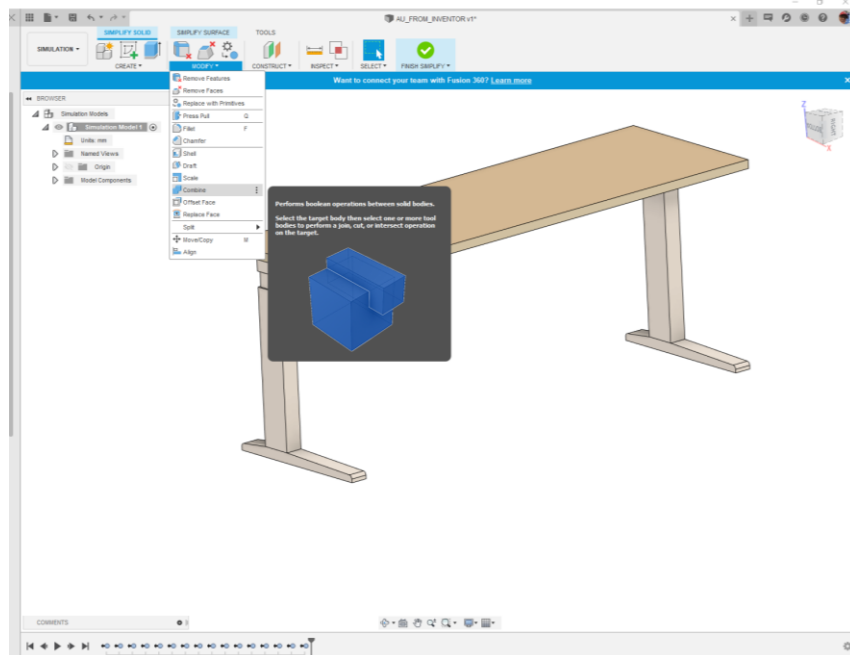 AU_FROM_INVENTOR v1*
SIMPLIFY SOLID
SIMPLIFY SURFACE
TOOLS
SIMULATION
CREATE
MODIFY
CONSTRUCT
INSPECT
SELECT
FINISH SIMPLIFY
Want to connect your team with Fusion 360? Learn more
BROWSER
Simulation Models
Simulation Model 1
Units: mm
Named Views
Origin
Model Components
Remove Features
Remove Faces
Replace with Primitives
Press Pull Q
Fillet F
Chamfer
Shell
Draft
Scale
Combine
Offset Face
Replace Face
Split
Move/Copy M
Align
Performs boolean operations between solid bodies.
Select the target body then select one or more tool
bodies to perform a join, cut, or intersect operation
on the target.
Z
RIGHT
X
COMMENTS